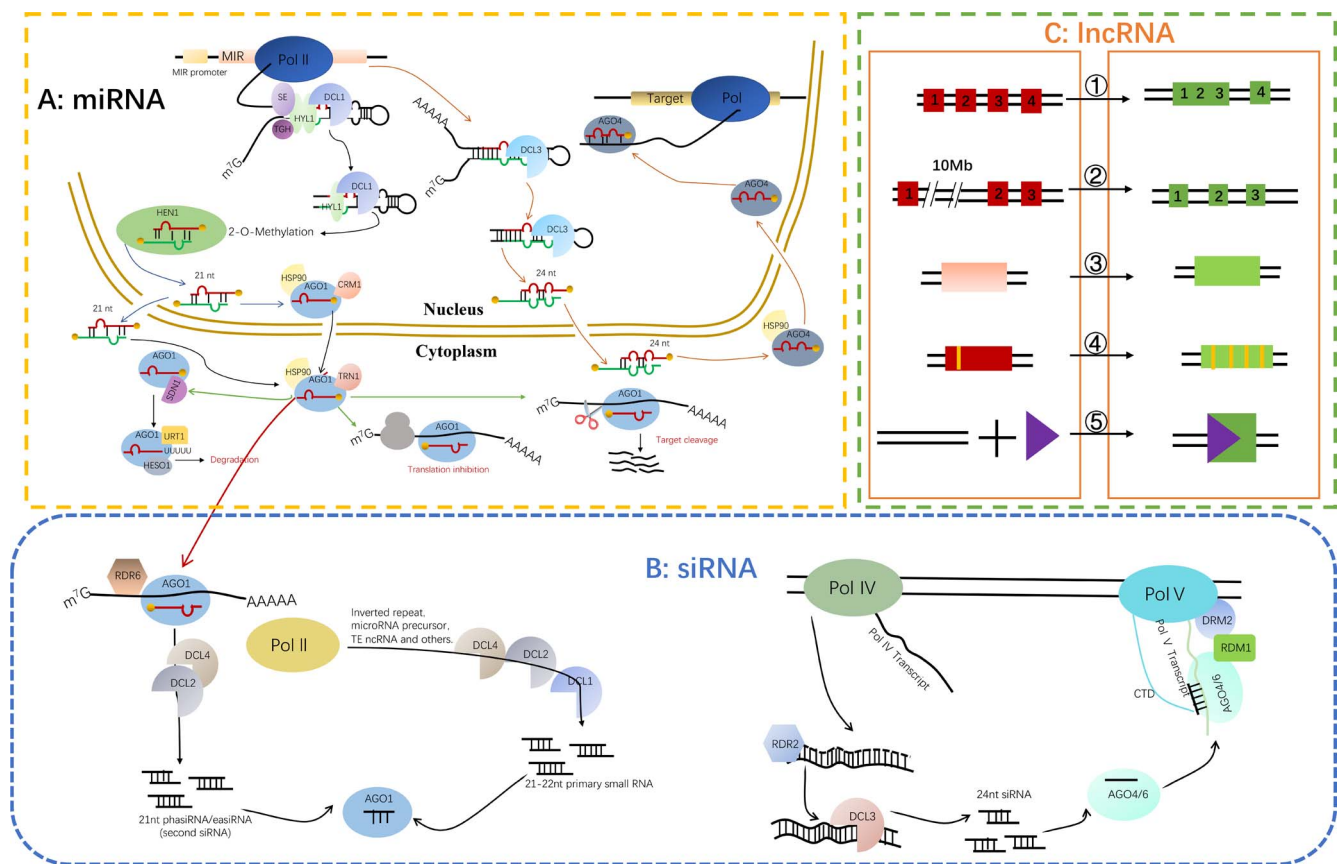 A: miRNA
MIR
MIR promoter
Pol II
SE
TGH
HYL1
DCL1
m⁷G
HYL1
DCL1
2-O-Methylation
HEN1
21 nt
21 nt
HSP90
AGO1
CRM1
AAAAA
m⁷G
DCL3
DCL3
24 nt
Target
Pol
AGO4
AGO4
Nucleus
Cytoplasm
24 nt
HSP90
AGO4
HSP90
AGO1
TRN1
AGO1
SDN1
AGO1
URT1
UUUUU
HESO1
Degradation
m⁷G
AGO1
AAAAA
Translation inhibition
m⁷G
AGO1
AAAAA
Target cleavage
C: lncRNA
1 2 3 4
①
1 2 3 4
1
10Mb
2 3
②
1 2 3
③
④
⑤
B: siRNA
RDR6
AGO1
m⁷G
AAAAA
DCL4
DCL2
21nt phasiRNA/easiRNA
(second siRNA)
Pol II
Inverted repeat,
microRNA precursor,
TE ncRNA and others.
DCL4
DCL2
DCL1
21-22nt primary small RNA
AGO1
Pol IV
Pol IV Transcript
RDR2
DCL3
24nt siRNA
AGO4/6
Pol V
DRM2
RDM1
Pol V Transcript
CTD
AGO4/6